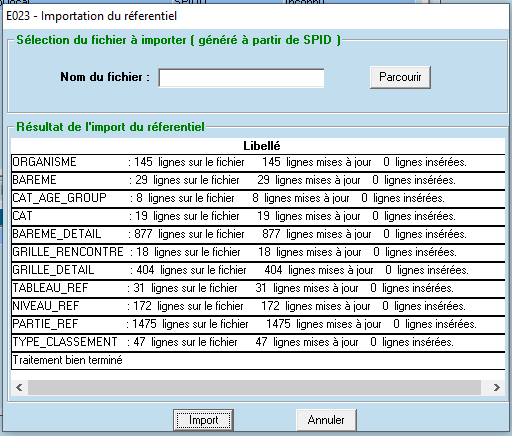 E023 - Importation du réferentiel
Sélection du fichier à importer ( généré à partir de SPID )
Nom du fichier :
Parcourir
Résultat de l'import du réferentiel
Libellé
ORGANISME : 145 lignes sur le fichier 145 lignes mises à jour 0 lignes insérées.
BAREME : 29 lignes sur le fichier 29 lignes mises à jour 0 lignes insérées.
CAT_AGE_GROUP : 8 lignes sur le fichier 8 lignes mises à jour 0 lignes insérées.
CAT : 19 lignes sur le fichier 19 lignes mises à jour 0 lignes insérées.
BAREME_DETAIL : 877 lignes sur le fichier 877 lignes mises à jour 0 lignes insérées.
GRILLE_RENCONTRE : 18 lignes sur le fichier 18 lignes mises à jour 0 lignes insérées.
GRILLE_DETAIL : 404 lignes sur le fichier 404 lignes mises à jour 0 lignes insérées.
TABLEAU_REF : 31 lignes sur le fichier 31 lignes mises à jour 0 lignes insérées.
NIVEAU_REF : 172 lignes sur le fichier 172 lignes mises à jour 0 lignes insérées.
PARTIE_REF : 1475 lignes sur le fichier 1475 lignes mises à jour 0 lignes insérées.
TYPE_CLASSEMENT : 47 lignes sur le fichier 47 lignes mises à jour 0 lignes insérées.
Traitement bien terminé
Import
Annuler